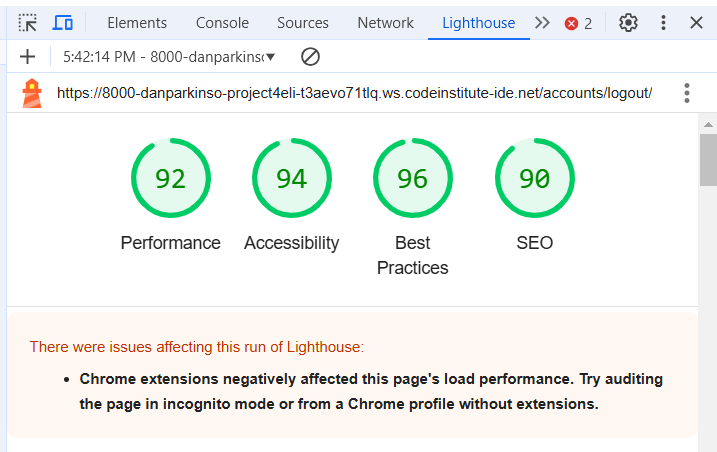 Elements Console Sources Network Lighthouse 2
5:42:14 PM - 8000-danparkinso
https://8000-danparkinso-project4eli-t3aevo71tlq.ws.codeinstitute-ide.net/accounts/logout/
92 94 96 90
Performance Accessibility Best Practices SEO
There were issues affecting this run of Lighthouse:
• Chrome extensions negatively affected this page's load performance. Try auditing
the page in incognito mode or from a Chrome profile without extensions.